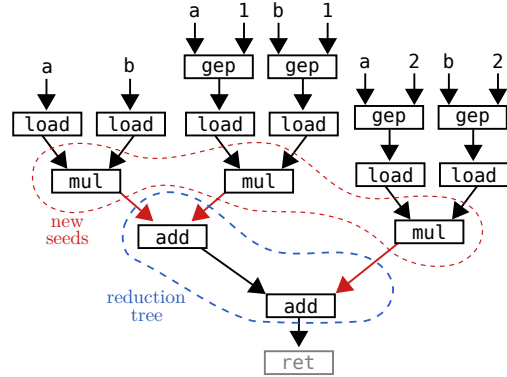 a 1 b 1
gep gep
a 2 b 2
a b
gep gep
load load load load
load load
mul mul
new
seeds
mul
add
reduction
tree
add
ret